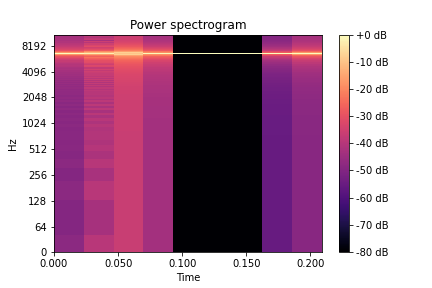 Power spectrogram
8192
4096
2048
1024
512
256
128
64
0
Hz
0.000 0.050 0.100 0.150 0.200
Time
+0 dB
-10 dB
-20 dB
-30 dB
-40 dB
-50 dB
-60 dB
-70 dB
-80 dB